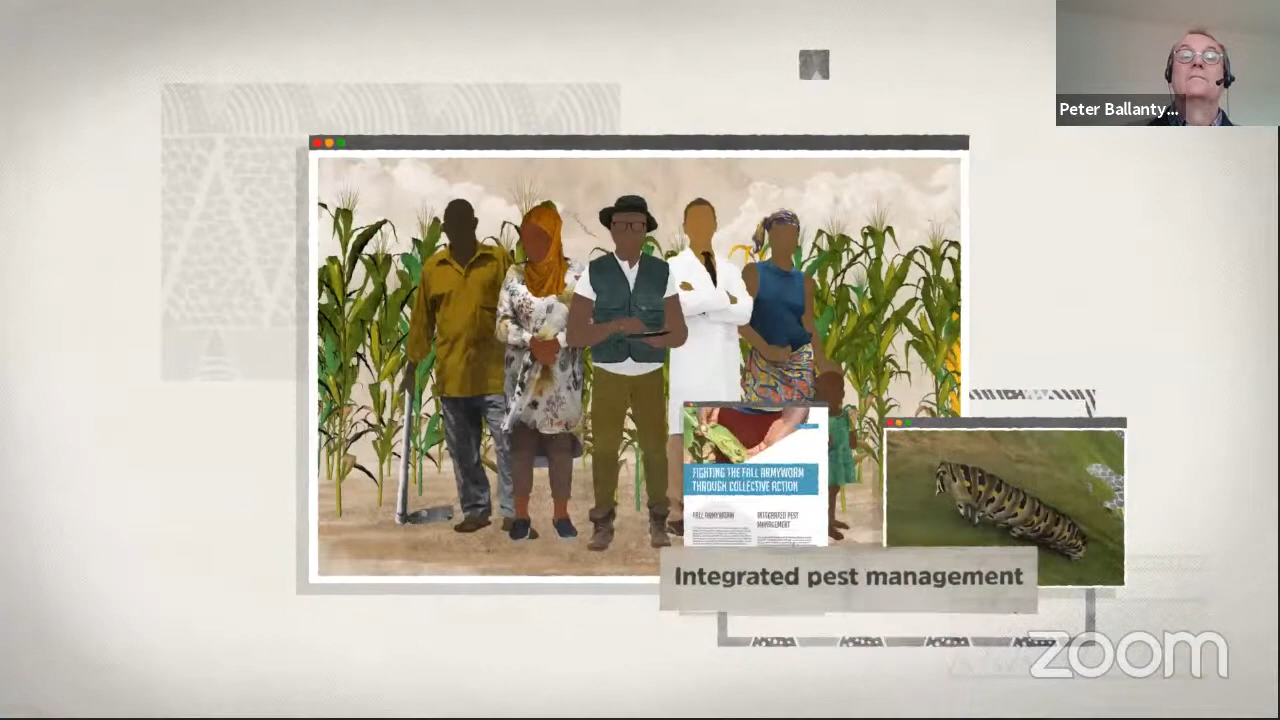 Peter Ballanty...
FIGHTING THE FALL ARMYWORM
THROUGH COLLECTIVE ACTION
FALL ARMYWORM
INTEGRATED PEST
MANAGEMENT
Integrated pest management
zoom